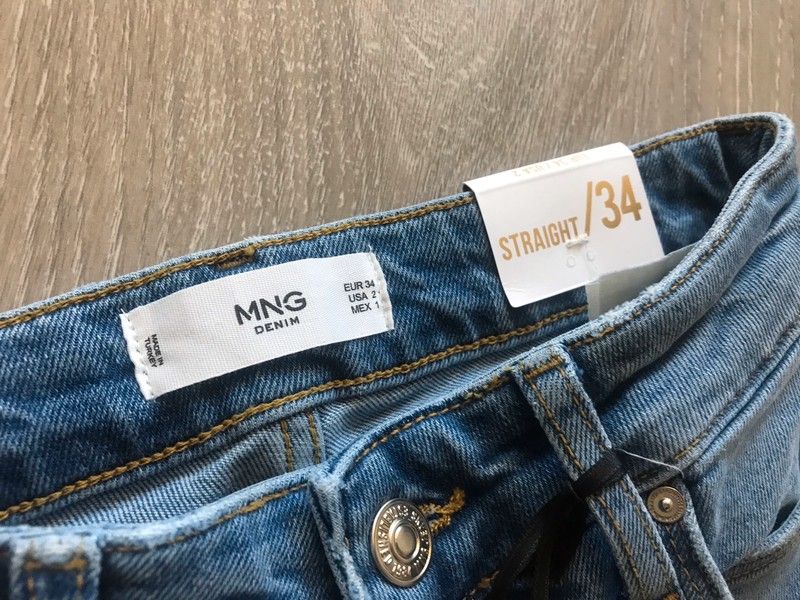 MNG
DENIM
EUR 34
USA 2
MEX 1
MADE IN
TURKEY
STRAIGHT /34